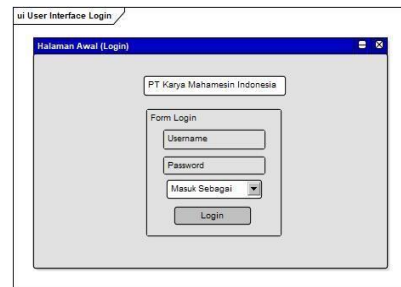 ui User Interface Login
Halaman Awal (Login)
PT Karya Mahamesin Indonesia
Form Login
Username
Password
Masuk Sebagai
Login